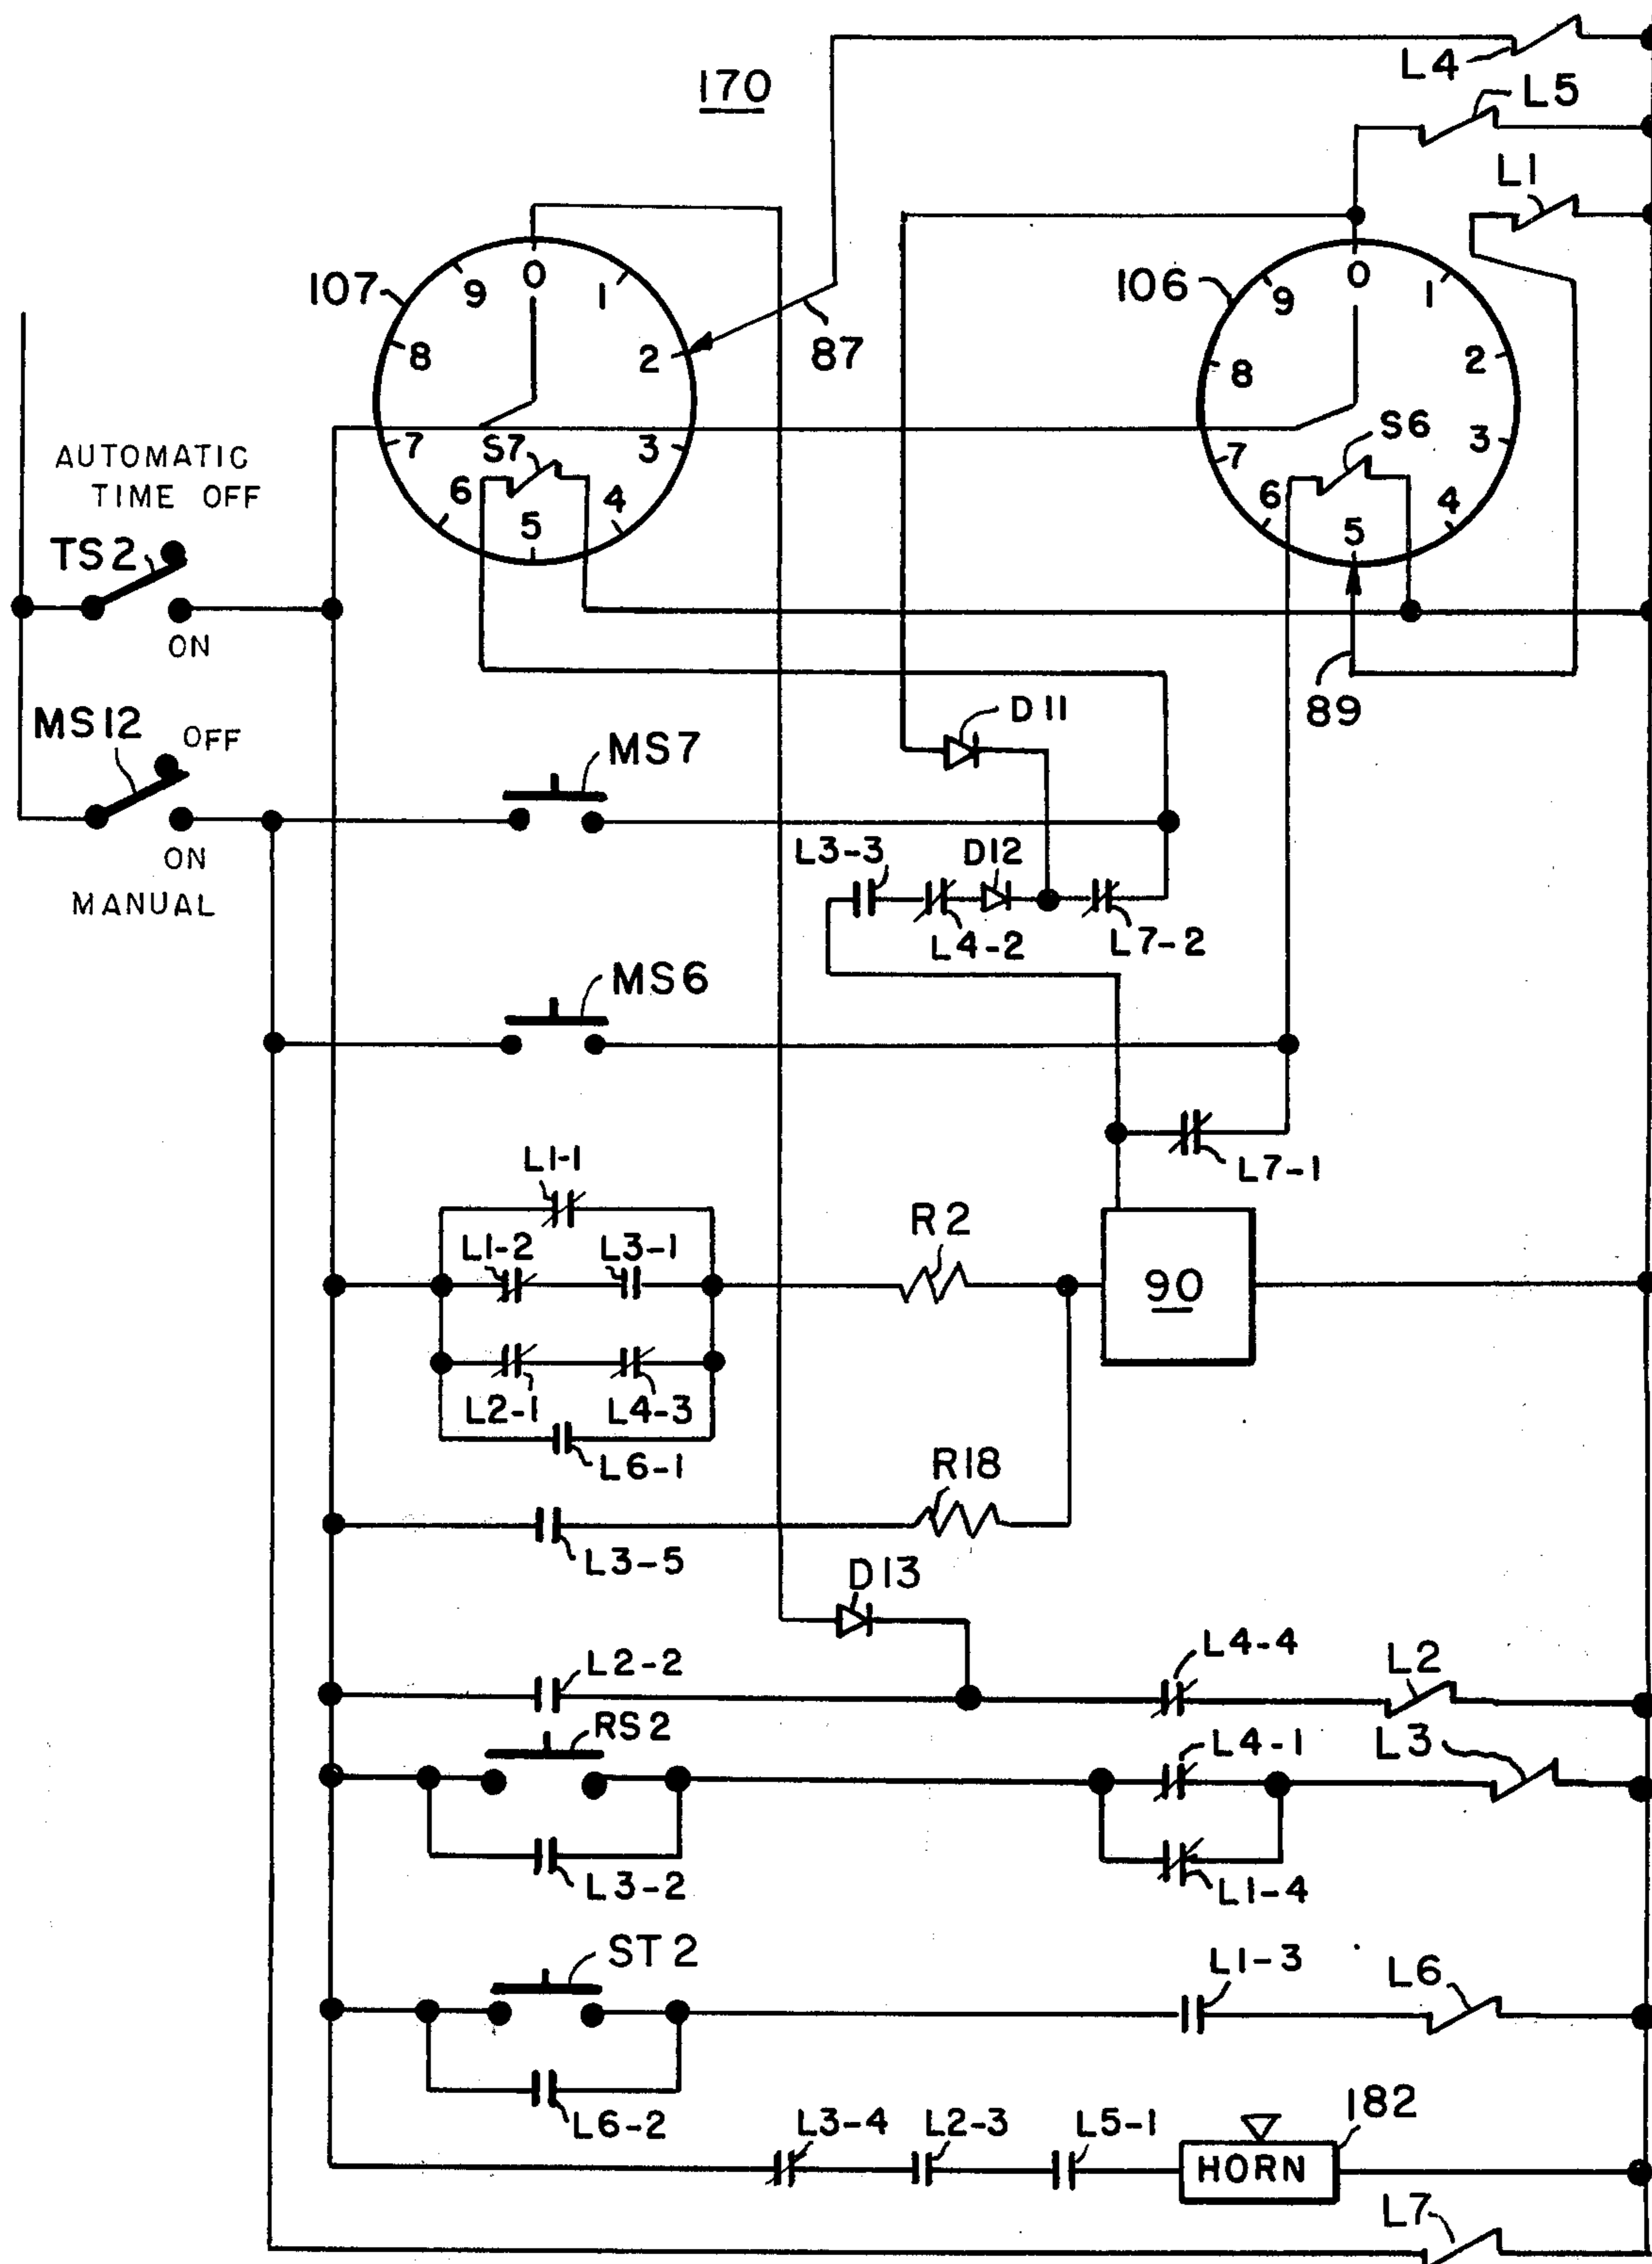 170
L4
L5
L1
107
0
1
2
3
4
5
6
7
8
9
S7
87
106
0
1
2
3
4
5
6
7
8
9
S6
89
AUTOMATIC
TIME OFF
TS2
ON
MS12
OFF
ON
MANUAL
MS7
D11
L3-3
D12
L4-2
L7-2
MS6
L7-1
L1-1
L1-2
L3-1
R2
90
L2-1
L4-3
L6-1
R18
L3-5
D13
L2-2
L4-4
L2
RS2
L4-1
L3
L3-2
L1-4
ST2
L1-3
L6
L6-2
L3-4
L2-3
L5-1
182
HORN
L7